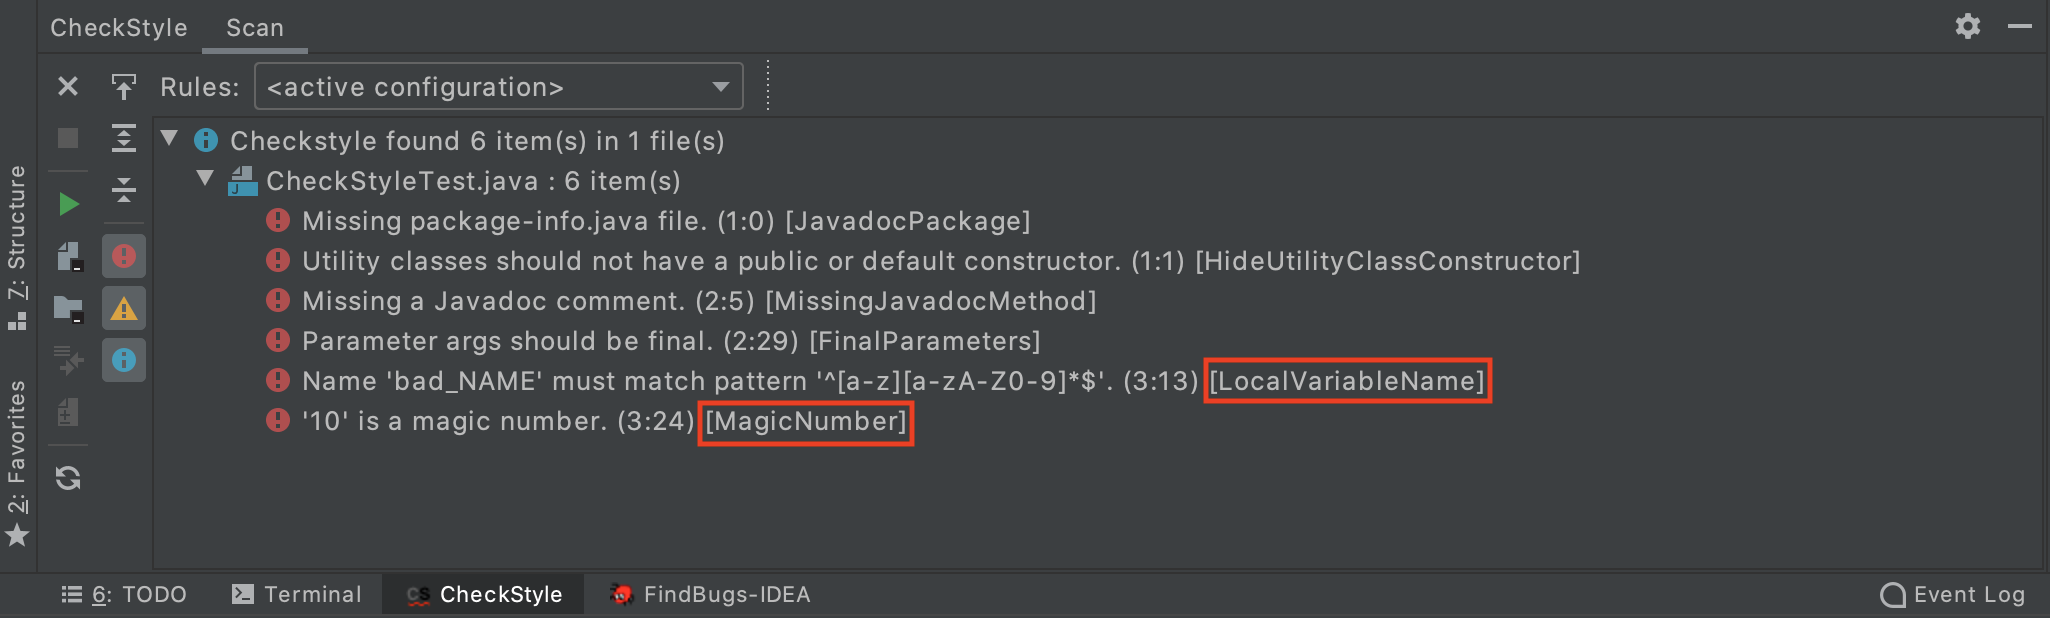 CheckStyle Scan
Rules: <active configuration>
Checkstyle found 6 item(s) in 1 file(s)
CheckStyleTest.java : 6 item(s)
Missing package-info.java file. (1:0) [JavadocPackage]
Utility classes should not have a public or default constructor. (1:1) [HideUtilityClassConstructor]
Missing a Javadoc comment. (2:5) [MissingJavadocMethod]
Parameter args should be final. (2:29) [FinalParameters]
Name 'bad_NAME' must match pattern '^[a-z][a-zA-Z0-9]*$'. (3:13) [LocalVariableName]
'10' is a magic number. (3:24) [MagicNumber]
7: Structure
2: Favorites
6: TODO Terminal CS CheckStyle FindBugs-IDEA Event Log